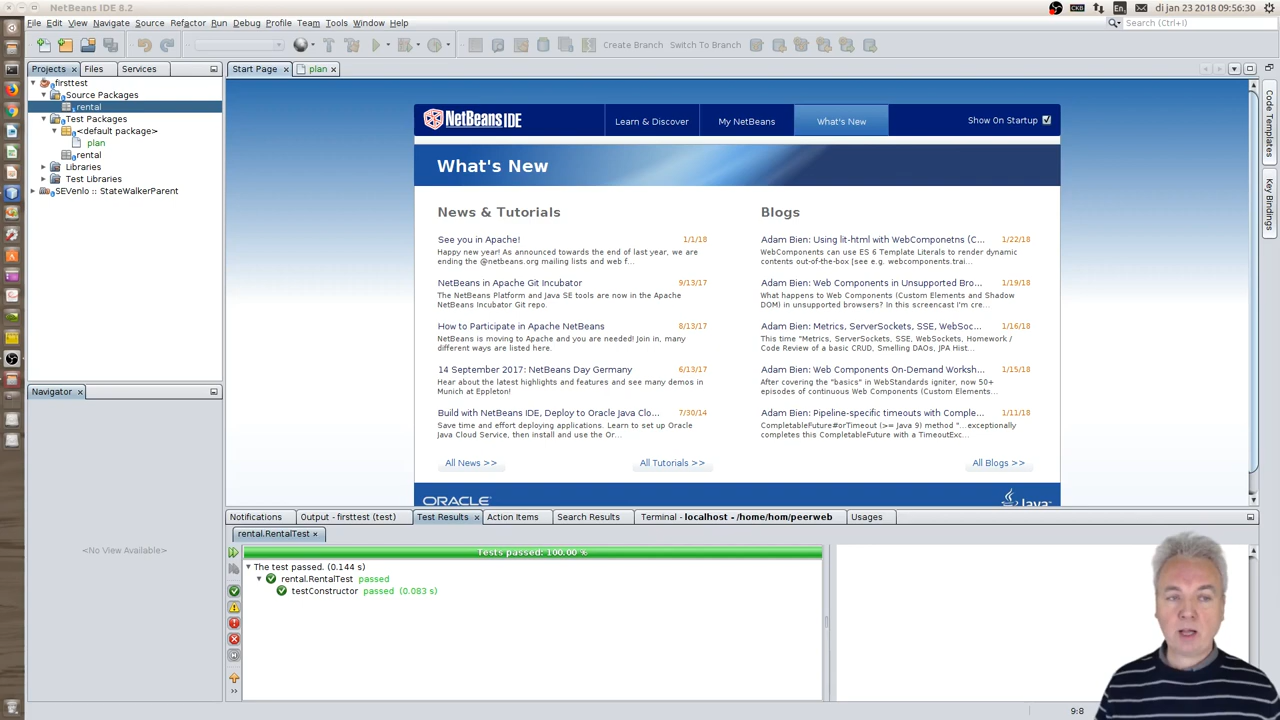 NetBeans IDE 8.2
En
di jan 23 2018 09:56:30
File Edit View Navigate Source Refactor Run Debug Profile Team Tools Window Help
Search (Ctrl+I)
Create Branch Switch To Branch
Projects Files Services
Start Page plan
firsttest
Source Packages
rental
Test Packages
<default package>
plan
rental
Libraries
Test Libraries
SEVenlo :: StateWalkerParent
Navigator
<No View Available>
NetBeans IDE
Learn & Discover My NetBeans What's New
Show On Startup
What's New
News & Tutorials
See you in Apache! 1/1/18
Happy new year! As announced towards the end of last year, we are
ending the @netbeans.org mailing lists and web f...
NetBeans in Apache Git Incubator 9/13/17
The NetBeans Platform and Java SE tools are now in the Apache
NetBeans Incubator Git repo.
How to Participate in Apache NetBeans 8/13/17
NetBeans is moving to Apache and you are needed! Join in, many
different ways are listed here.
14 September 2017: NetBeans Day Germany 6/13/17
Hear about the latest highlights and features and see many demos in
Munich at Eppleton!
Build with NetBeans IDE, Deploy to Oracle Java Clo... 7/30/14
Save time and effort deploying applications. Learn to set up Oracle
Java Cloud Service, then install and use the Or...
All News >> All Tutorials >>
Blogs
Adam Bien: Using lit-html with WebComponetns (C... 1/22/18
WebComponents can use ES 6 Template Literals to render dynamic
contents out-of-the-box [see e.g. webcomponents.trai...
Adam Bien: Web Components in Unsupported Bro... 1/19/18
What happens to Web Components (Custom Elements and Shadow
DOM) in unsupported browsers? In this screencast I'm cre...
Adam Bien: Metrics, ServerSockets, SSE, WebSoc... 1/16/18
This time "Metrics, ServerSockets, SSE, WebSockets, Homework /
Code Review of a basic CRUD, Smelling DAOs, JPA Hist...
Adam Bien: Web Components On-Demand Worksh... 1/15/18
After covering the "basics" in WebStandards igniter, now 50+
episodes of continuous Web Components (Custom Elements...
Adam Bien: Pipeline-specific timeouts with Comple... 1/11/18
CompletableFuture#orTimeout (>= Java 9) method "...exceptionally
completes this CompletableFuture with a TimeoutExc...
All Blogs >>
ORACLE
Java
Code Templates
Key Bindings
Notifications Output - firsttest (test) Test Results Action Items Search Results Terminal - localhost - /home/hom/peerweb Usages
rental.RentalTest
Tests passed: 100.00 %
The test passed. (0.144 s)
rental.RentalTest passed
testConstructor passed (0.083 s)
9:8